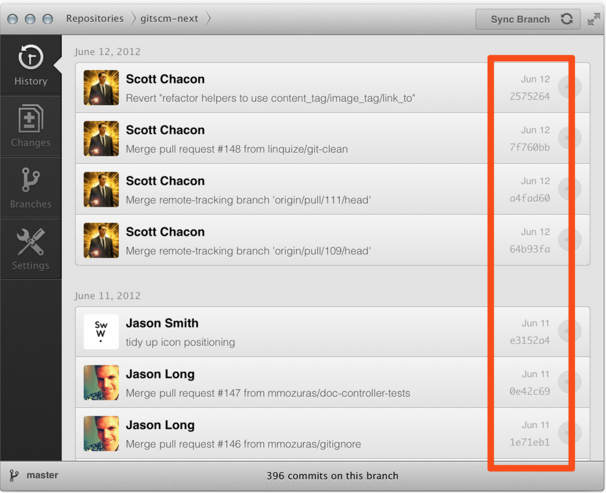 Repositories gitscm-next Sync Branch
History
Changes
Branches
Settings
June 12, 2012
Scott Chacon Jun 12
Revert "refactor helpers to use content_tag/image_tag/link_to" 2575264
Scott Chacon Jun 12
Merge pull request #148 from linquize/git-clean 7f760bb
Scott Chacon Jun 12
Merge remote-tracking branch 'origin/pull/111/head' a4fad60
Scott Chacon Jun 12
Merge remote-tracking branch 'origin/pull/109/head' 64b93fa
June 11, 2012
SW
W
Jason Smith Jun 11
tidy up icon positioning e3152a4
Jason Long Jun 11
Merge pull request #147 from mmozuras/doc-controller-tests 0e42c69
Jason Long Jun 11
Merge pull request #146 from mmozuras/gitignore 1e71eb1
master 396 commits on this branch